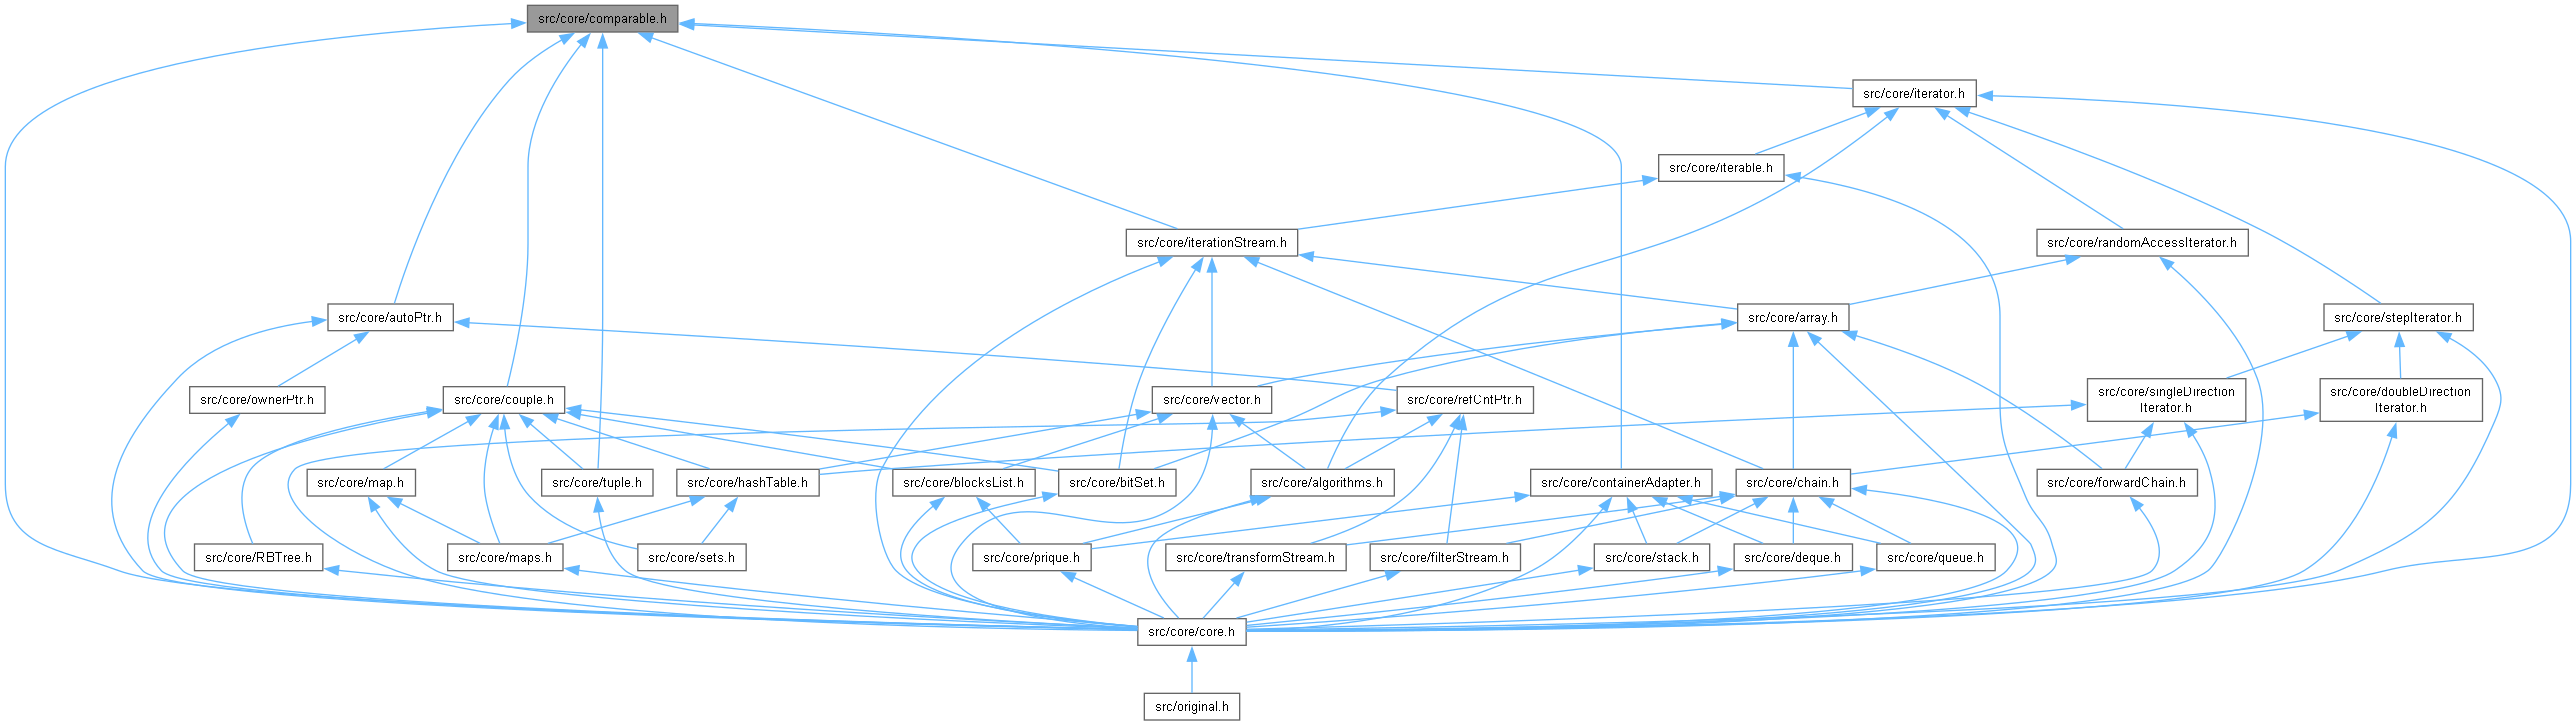 src/core/comparable.h
src/core/iterator.h
src/core/iterable.h
src/core/iterationStream.h
src/core/randomAccessIterator.h
src/core/autoPtr.h
src/core/array.h
src/core/stepIterator.h
src/core/ownerPtr.h
src/core/couple.h
src/core/vector.h
src/core/refCntPtr.h
src/core/singleDirection
Iterator.h
src/core/doubleDirection
Iterator.h
src/core/map.h
src/core/tuple.h
src/core/hashTable.h
src/core/blocksList.h
src/core/bitSet.h
src/core/algorithms.h
src/core/containerAdapter.h
src/core/chain.h
src/core/forwardChain.h
src/core/RBTree.h
src/core/maps.h
src/core/sets.h
src/core/prique.h
src/core/transformStream.h
src/core/filterStream.h
src/core/stack.h
src/core/deque.h
src/core/queue.h
src/core/core.h
src/original.h